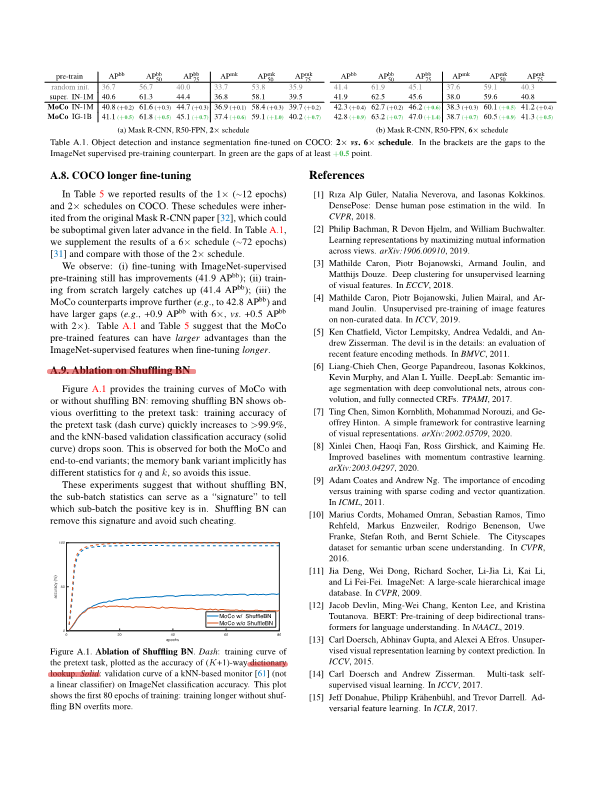 pre-train AP^bb AP^bb_50 AP^bb_75 AP^mk AP^mk_50 AP^mk_75
random init. 36.7 56.7 40.0 33.7 53.8 35.9
super. IN-1M 40.6 61.3 44.4 36.8 58.1 39.5
MoCo IN-1M 40.8 (+0.2) 61.6 (+0.3) 44.7 (+0.3) 36.9 (+0.1) 58.4 (+0.3) 39.7 (+0.2)
MoCo IG-1B 41.1 (+0.5) 61.8 (+0.5) 45.1 (+0.7) 37.4 (+0.6) 59.1 (+1.0) 40.2 (+0.7)
(a) Mask R-CNN, R50-FPN, 2× schedule
AP^bb AP^bb_50 AP^bb_75 AP^mk AP^mk_50 AP^mk_75
41.4 61.9 45.1 37.6 59.1 40.3
41.9 62.5 45.6 38.0 59.6 40.8
42.3 (+0.4) 62.7 (+0.2) 46.2 (+0.6) 38.3 (+0.3) 60.1 (+0.5) 41.2 (+0.4)
42.8 (+0.9) 63.2 (+0.7) 47.0 (+1.4) 38.7 (+0.7) 60.5 (+0.9) 41.3 (+0.5)
(b) Mask R-CNN, R50-FPN, 6× schedule
Table A.1. Object detection and instance segmentation fine-tuned on COCO: 2× vs. 6× schedule. In the brackets are the gaps to the
ImageNet supervised pre-training counterpart. In green are the gaps of at least +0.5 point.
A.8. COCO longer fine-tuning
In Table 5 we reported results of the 1× (~12 epochs)
and 2× schedules on COCO. These schedules were inher-
ited from the original Mask R-CNN paper [32], which could
be suboptimal given later advance in the field. In Table A.1,
we supplement the results of a 6× schedule (~72 epochs)
[31] and compare with those of the 2× schedule.
We observe: (i) fine-tuning with ImageNet-supervised
pre-training still has improvements (41.9 AP^bb); (ii) train-
ing from scratch largely catches up (41.4 AP^bb); (iii) the
MoCo counterparts improve further (e.g., to 42.8 AP^bb) and
have larger gaps (e.g., +0.9 AP^bb with 6×, vs. +0.5 AP^bb
with 2×). Table A.1 and Table 5 suggest that the MoCo
pre-trained features can have larger advantages than the
ImageNet-supervised features when fine-tuning longer.
A.9. Ablation on Shuffling BN
Figure A.1 provides the training curves of MoCo with
or without shuffling BN: removing shuffling BN shows ob-
vious overfitting to the pretext task: training accuracy of
the pretext task (dash curve) quickly increases to >99.9%,
and the kNN-based validation classification accuracy (solid
curve) drops soon. This is observed for both the MoCo and
end-to-end variants; the memory bank variant implicitly has
different statistics for q and k, so avoids this issue.
These experiments suggest that without shuffling BN,
the sub-batch statistics can serve as a “signature” to tell
which sub-batch the positive key is in. Shuffling BN can
remove this signature and avoid such cheating.
accuracy (%)
100
50
0
0
20
40
60
80
epochs
MoCo w/ ShuffleBN
MoCo w/o ShuffleBN
Figure A.1. Ablation of Shuffling BN. Dash: training curve of
the pretext task, plotted as the accuracy of (K+1)-way dictionary
lookup. Solid: validation curve of a kNN-based monitor [61] (not
a linear classifier) on ImageNet classification accuracy. This plot
shows the first 80 epochs of training: training longer without shuf-
fling BN overfits more.
References
[1] Rıza Alp Güler, Natalia Neverova, and Iasonas Kokkinos.
DensePose: Dense human pose estimation in the wild. In
CVPR, 2018.
[2] Philip Bachman, R Devon Hjelm, and William Buchwalter.
Learning representations by maximizing mutual information
across views. arXiv:1906.00910, 2019.
[3] Mathilde Caron, Piotr Bojanowski, Armand Joulin, and
Matthijs Douze. Deep clustering for unsupervised learning
of visual features. In ECCV, 2018.
[4] Mathilde Caron, Piotr Bojanowski, Julien Mairal, and Ar-
mand Joulin. Unsupervised pre-training of image features
on non-curated data. In ICCV, 2019.
[5] Ken Chatfield, Victor Lempitsky, Andrea Vedaldi, and An-
drew Zisserman. The devil is in the details: an evaluation of
recent feature encoding methods. In BMVC, 2011.
[6] Liang-Chieh Chen, George Papandreou, Iasonas Kokkinos,
Kevin Murphy, and Alan L Yuille. DeepLab: Semantic im-
age segmentation with deep convolutional nets, atrous con-
volution, and fully connected CRFs. TPAMI, 2017.
[7] Ting Chen, Simon Kornblith, Mohammad Norouzi, and Ge-
offrey Hinton. A simple framework for contrastive learning
of visual representations. arXiv:2002.05709, 2020.
[8] Xinlei Chen, Haoqi Fan, Ross Girshick, and Kaiming He.
Improved baselines with momentum contrastive learning.
arXiv:2003.04297, 2020.
[9] Adam Coates and Andrew Ng. The importance of encoding
versus training with sparse coding and vector quantization.
In ICML, 2011.
[10] Marius Cordts, Mohamed Omran, Sebastian Ramos, Timo
Rehfeld, Markus Enzweiler, Rodrigo Benenson, Uwe
Franke, Stefan Roth, and Bernt Schiele. The Cityscapes
dataset for semantic urban scene understanding. In CVPR,
2016.
[11] Jia Deng, Wei Dong, Richard Socher, Li-Jia Li, Kai Li,
and Li Fei-Fei. ImageNet: A large-scale hierarchical image
database. In CVPR, 2009.
[12] Jacob Devlin, Ming-Wei Chang, Kenton Lee, and Kristina
Toutanova. BERT: Pre-training of deep bidirectional trans-
formers for language understanding. In NAACL, 2019.
[13] Carl Doersch, Abhinav Gupta, and Alexei A Efros. Unsuper-
vised visual representation learning by context prediction. In
ICCV, 2015.
[14] Carl Doersch and Andrew Zisserman. Multi-task self-
supervised visual learning. In ICCV, 2017.
[15] Jeff Donahue, Philipp Krähenbühl, and Trevor Darrell. Ad-
versarial feature learning. In ICLR, 2017.